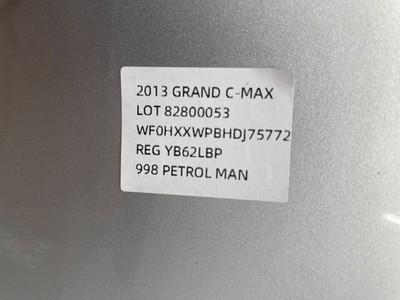 2013 GRAND C-MAX
LOT 82800053
WF0HXXWPBHDJ75772
REG YB62LBP
998 PETROL MAN